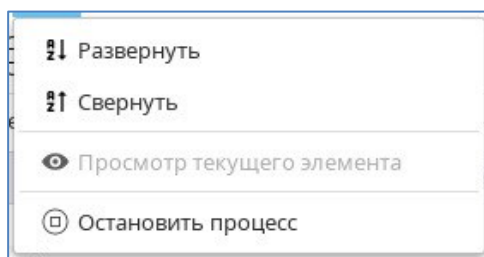 Развернуть
Свернуть
Просмотр текущего элемента
Остановить процесс